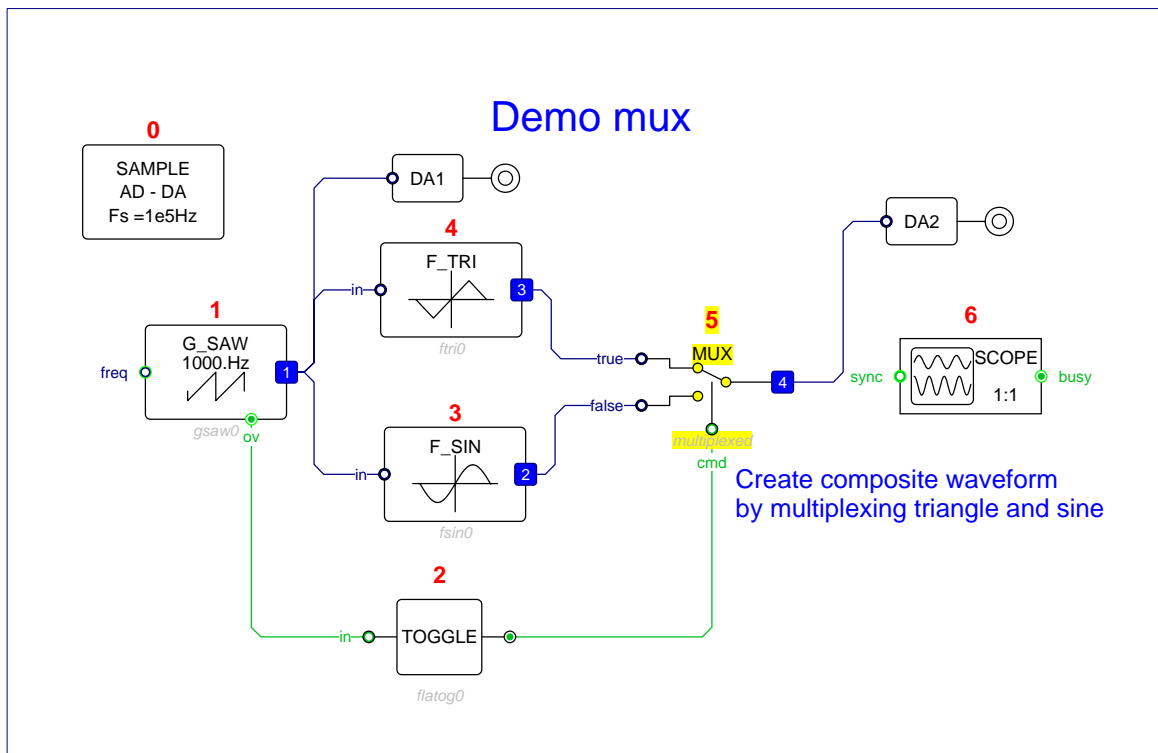 Demo mux
0
SAMPLE
AD - DA
Fs =1e5Hz
DA1
DA2
4
F_TRI
in
3
ftri0
1
G_SAW
1000.Hz
freq
1
gsaw0
ov
5
MUX
true
false
4
multiplexed
cmd
6
SCOPE
sync
1:1
busy
3
F_SIN
in
2
fsin0
Create composite waveform
by multiplexing triangle and sine
2
in
TOGGLE
flatog0